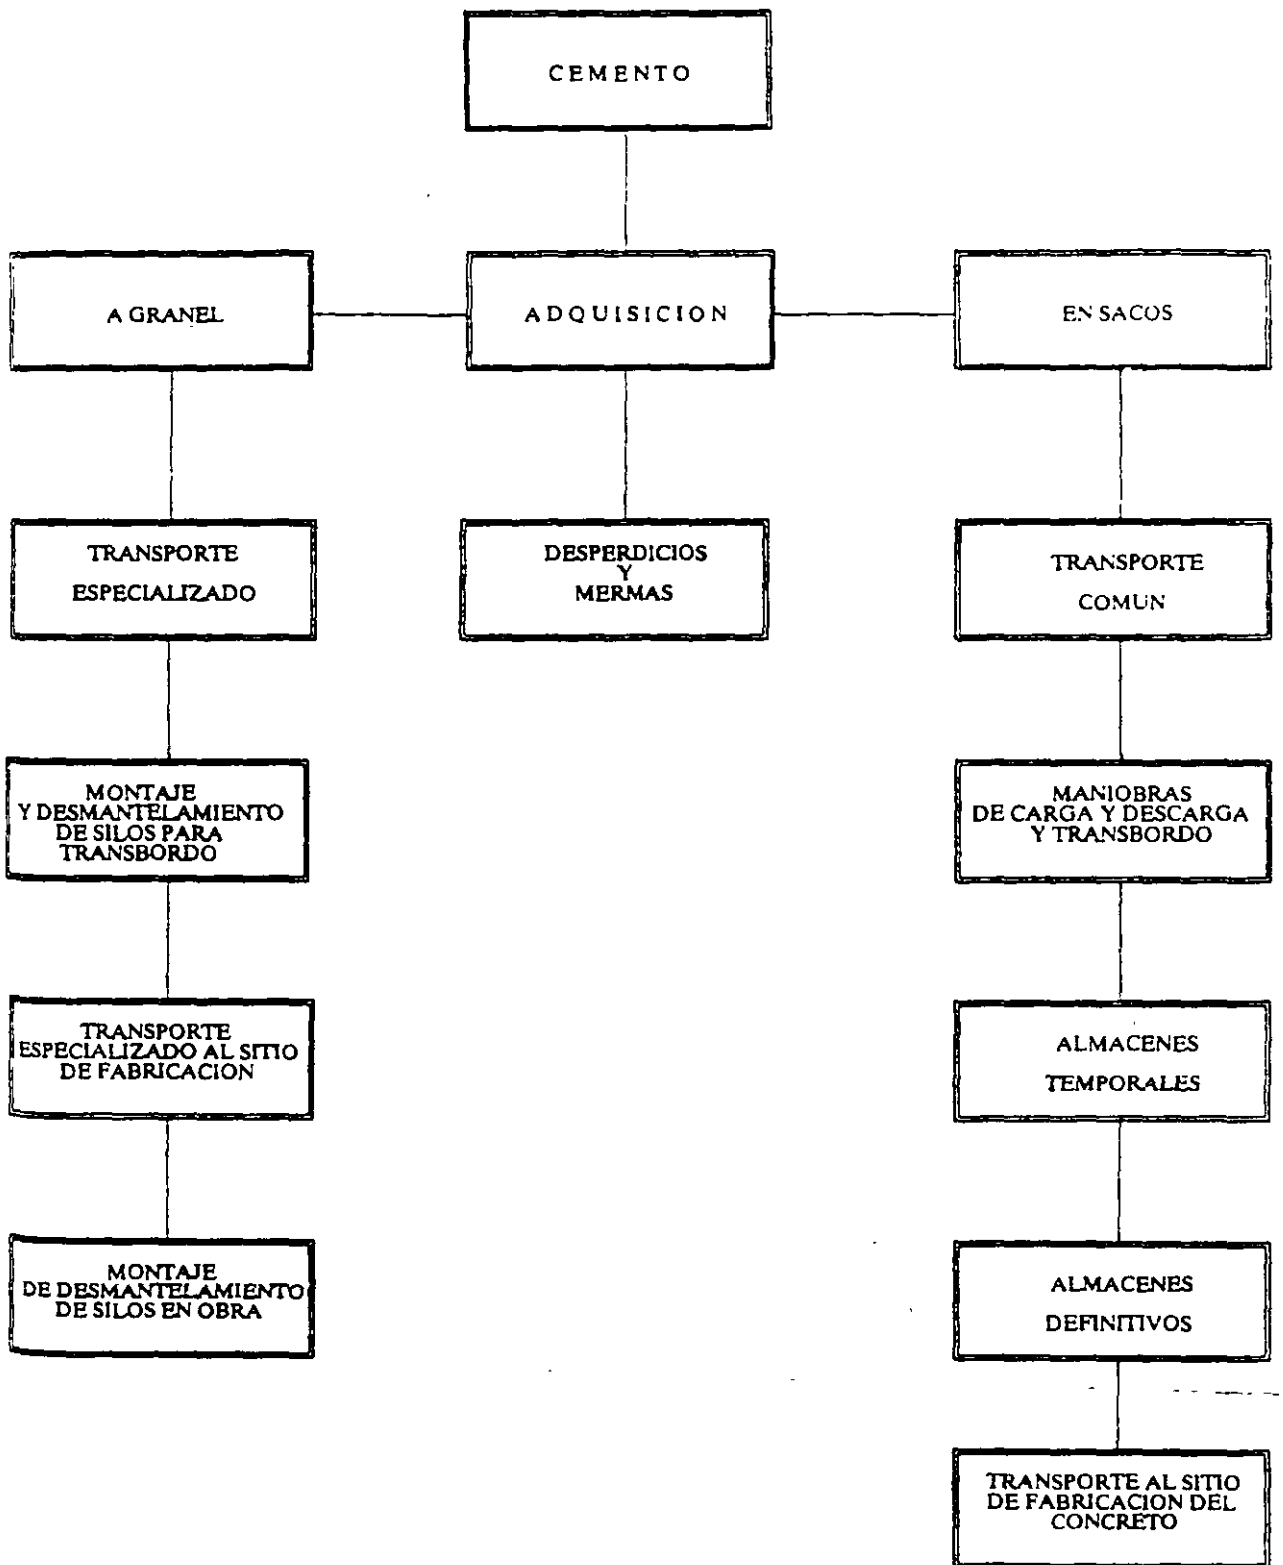 CEMENTO
A GRANEL
ADQUISICION
EN SACOS
TRANSPORTE
ESPECIALIZADO
DESPERDICIOS
Y
MERMAS
TRANSPORTE
COMUN
MONTAJE
Y DESMANTELAMIENTO
DE SILOS PARA
TRANSBORDO
MANIOBRAS
DE CARGA Y DESCARGA
Y TRANSBORDO
TRANSPORTE
ESPECIALIZADO AL SITIO
DE FABRICACION
ALMACENES
TEMPORALES
MONTAJE
DE DESMANTELAMIENTO
DE SILOS EN OBRA
ALMACENES
DEFINITIVOS
TRANSPORTE AL SITIO
DE FABRICACION DEL
CONCRETO